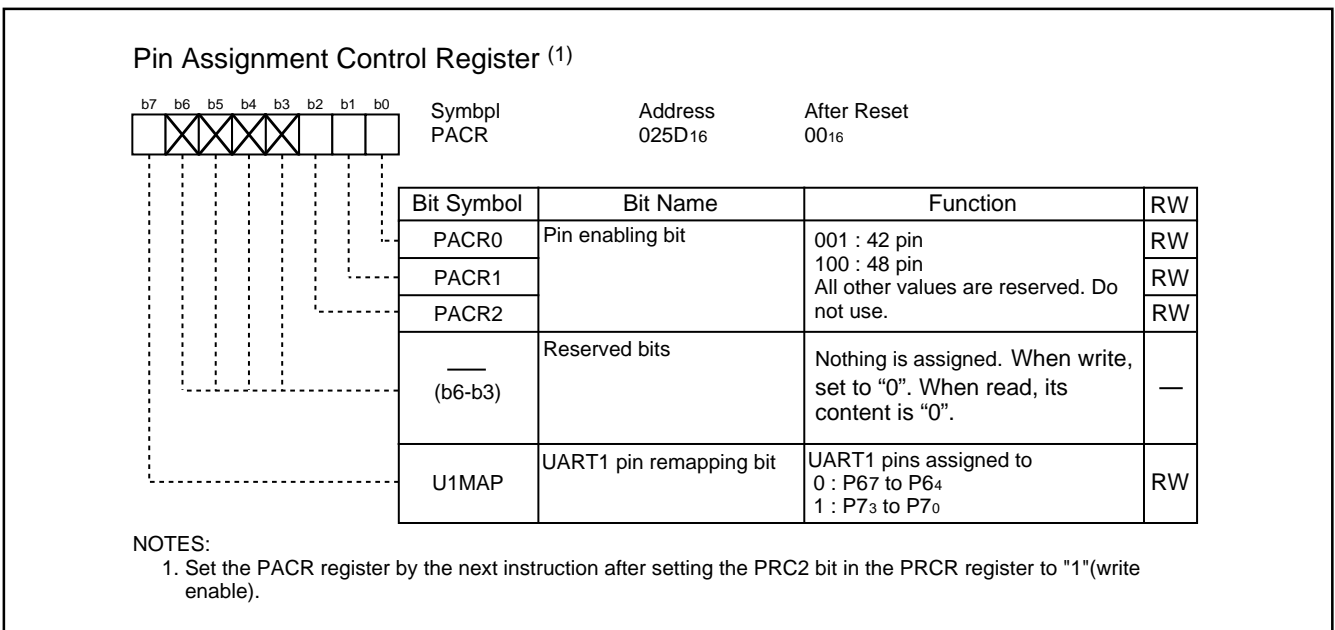 Pin Assignment Control Register (1)
b7 b6 b5 b4 b3 b2 b1 b0
Symbpl Address After Reset
PACR 025D16 0016
Bit Symbol Bit Name Function RW
PACR0 Pin enabling bit 001 : 42 pin RW
100 : 48 pin
PACR1 All other values are reserved. Do RW
PACR2 not use. RW
Reserved bits Nothing is assigned. When write,
(b6-b3) set to “0”. When read, its —
content is “0”.
UART1 pin remapping bit UART1 pins assigned to
U1MAP 0 : P67 to P64 RW
1 : P73 to P70
NOTES:
1. Set the PACR register by the next instruction after setting the PRC2 bit in the PRCR register to "1"(write
enable).